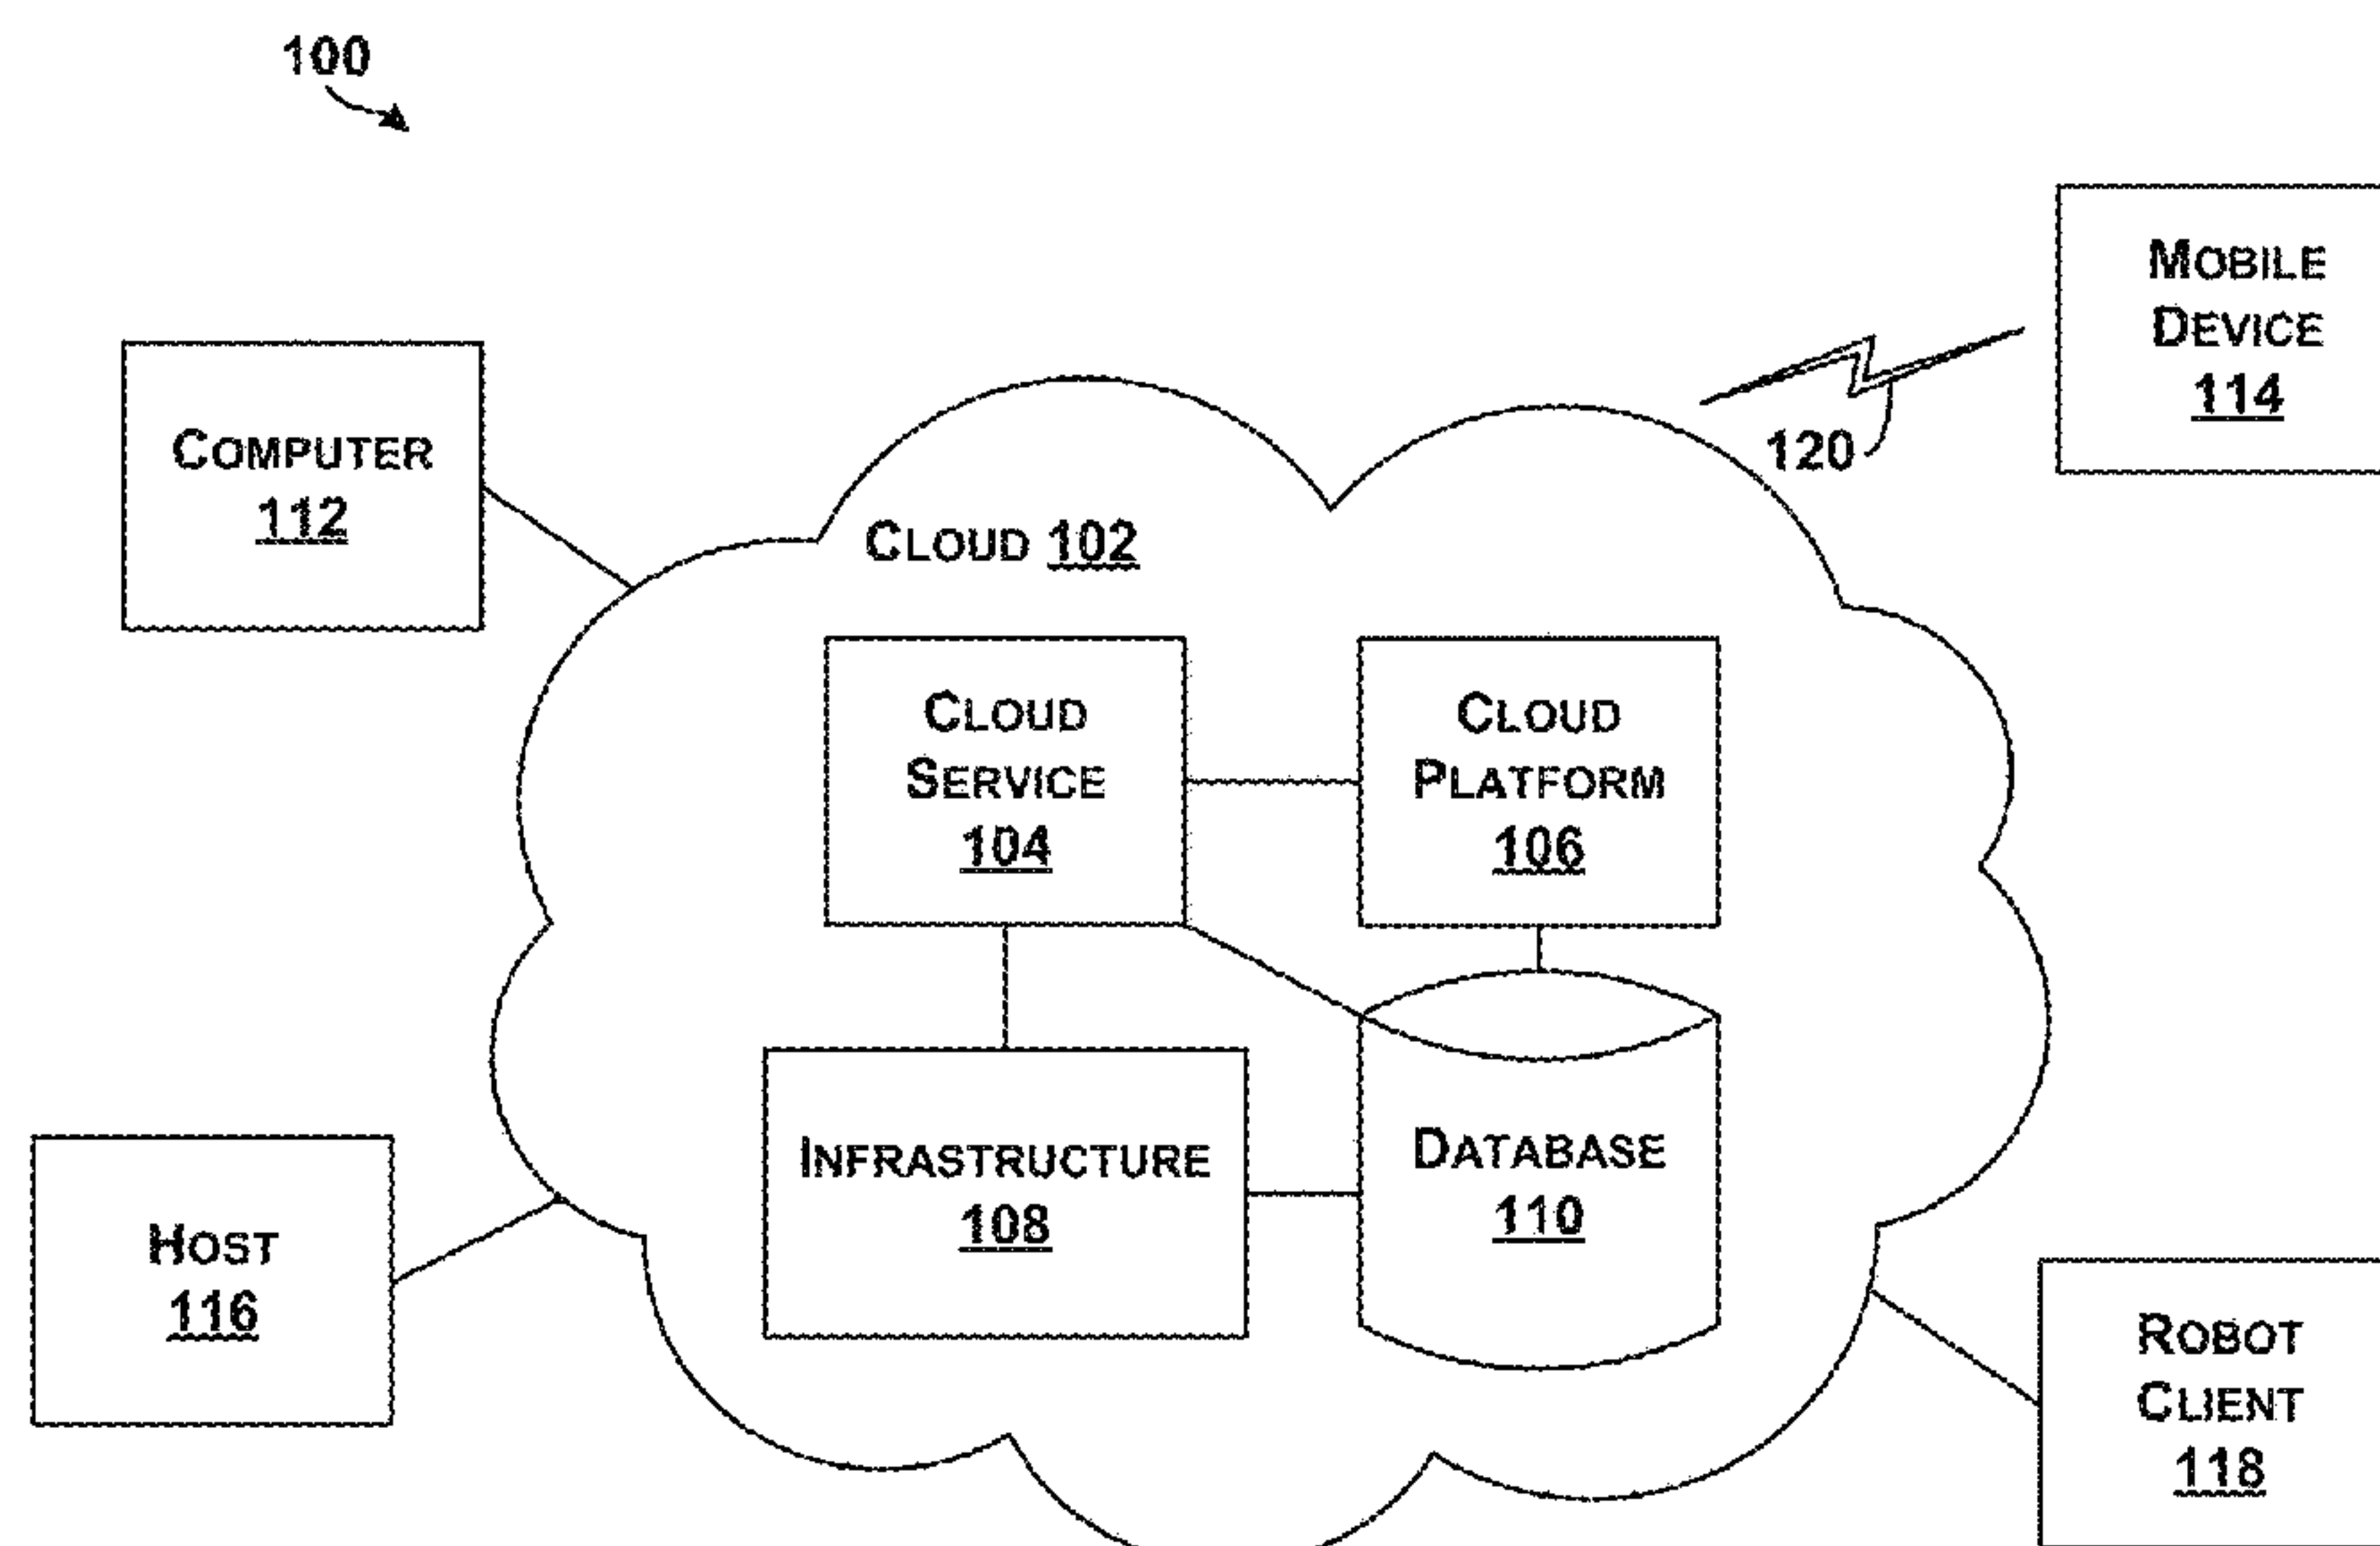 100
MOBILE
DEVICE
114
120
COMPUTER
112
CLOUD 102
CLOUD
SERVICE
104
CLOUD
PLATFORM
106
INFRASTRUCTURE
108
DATABASE
110
HOST
116
ROBOT
CLIENT
118